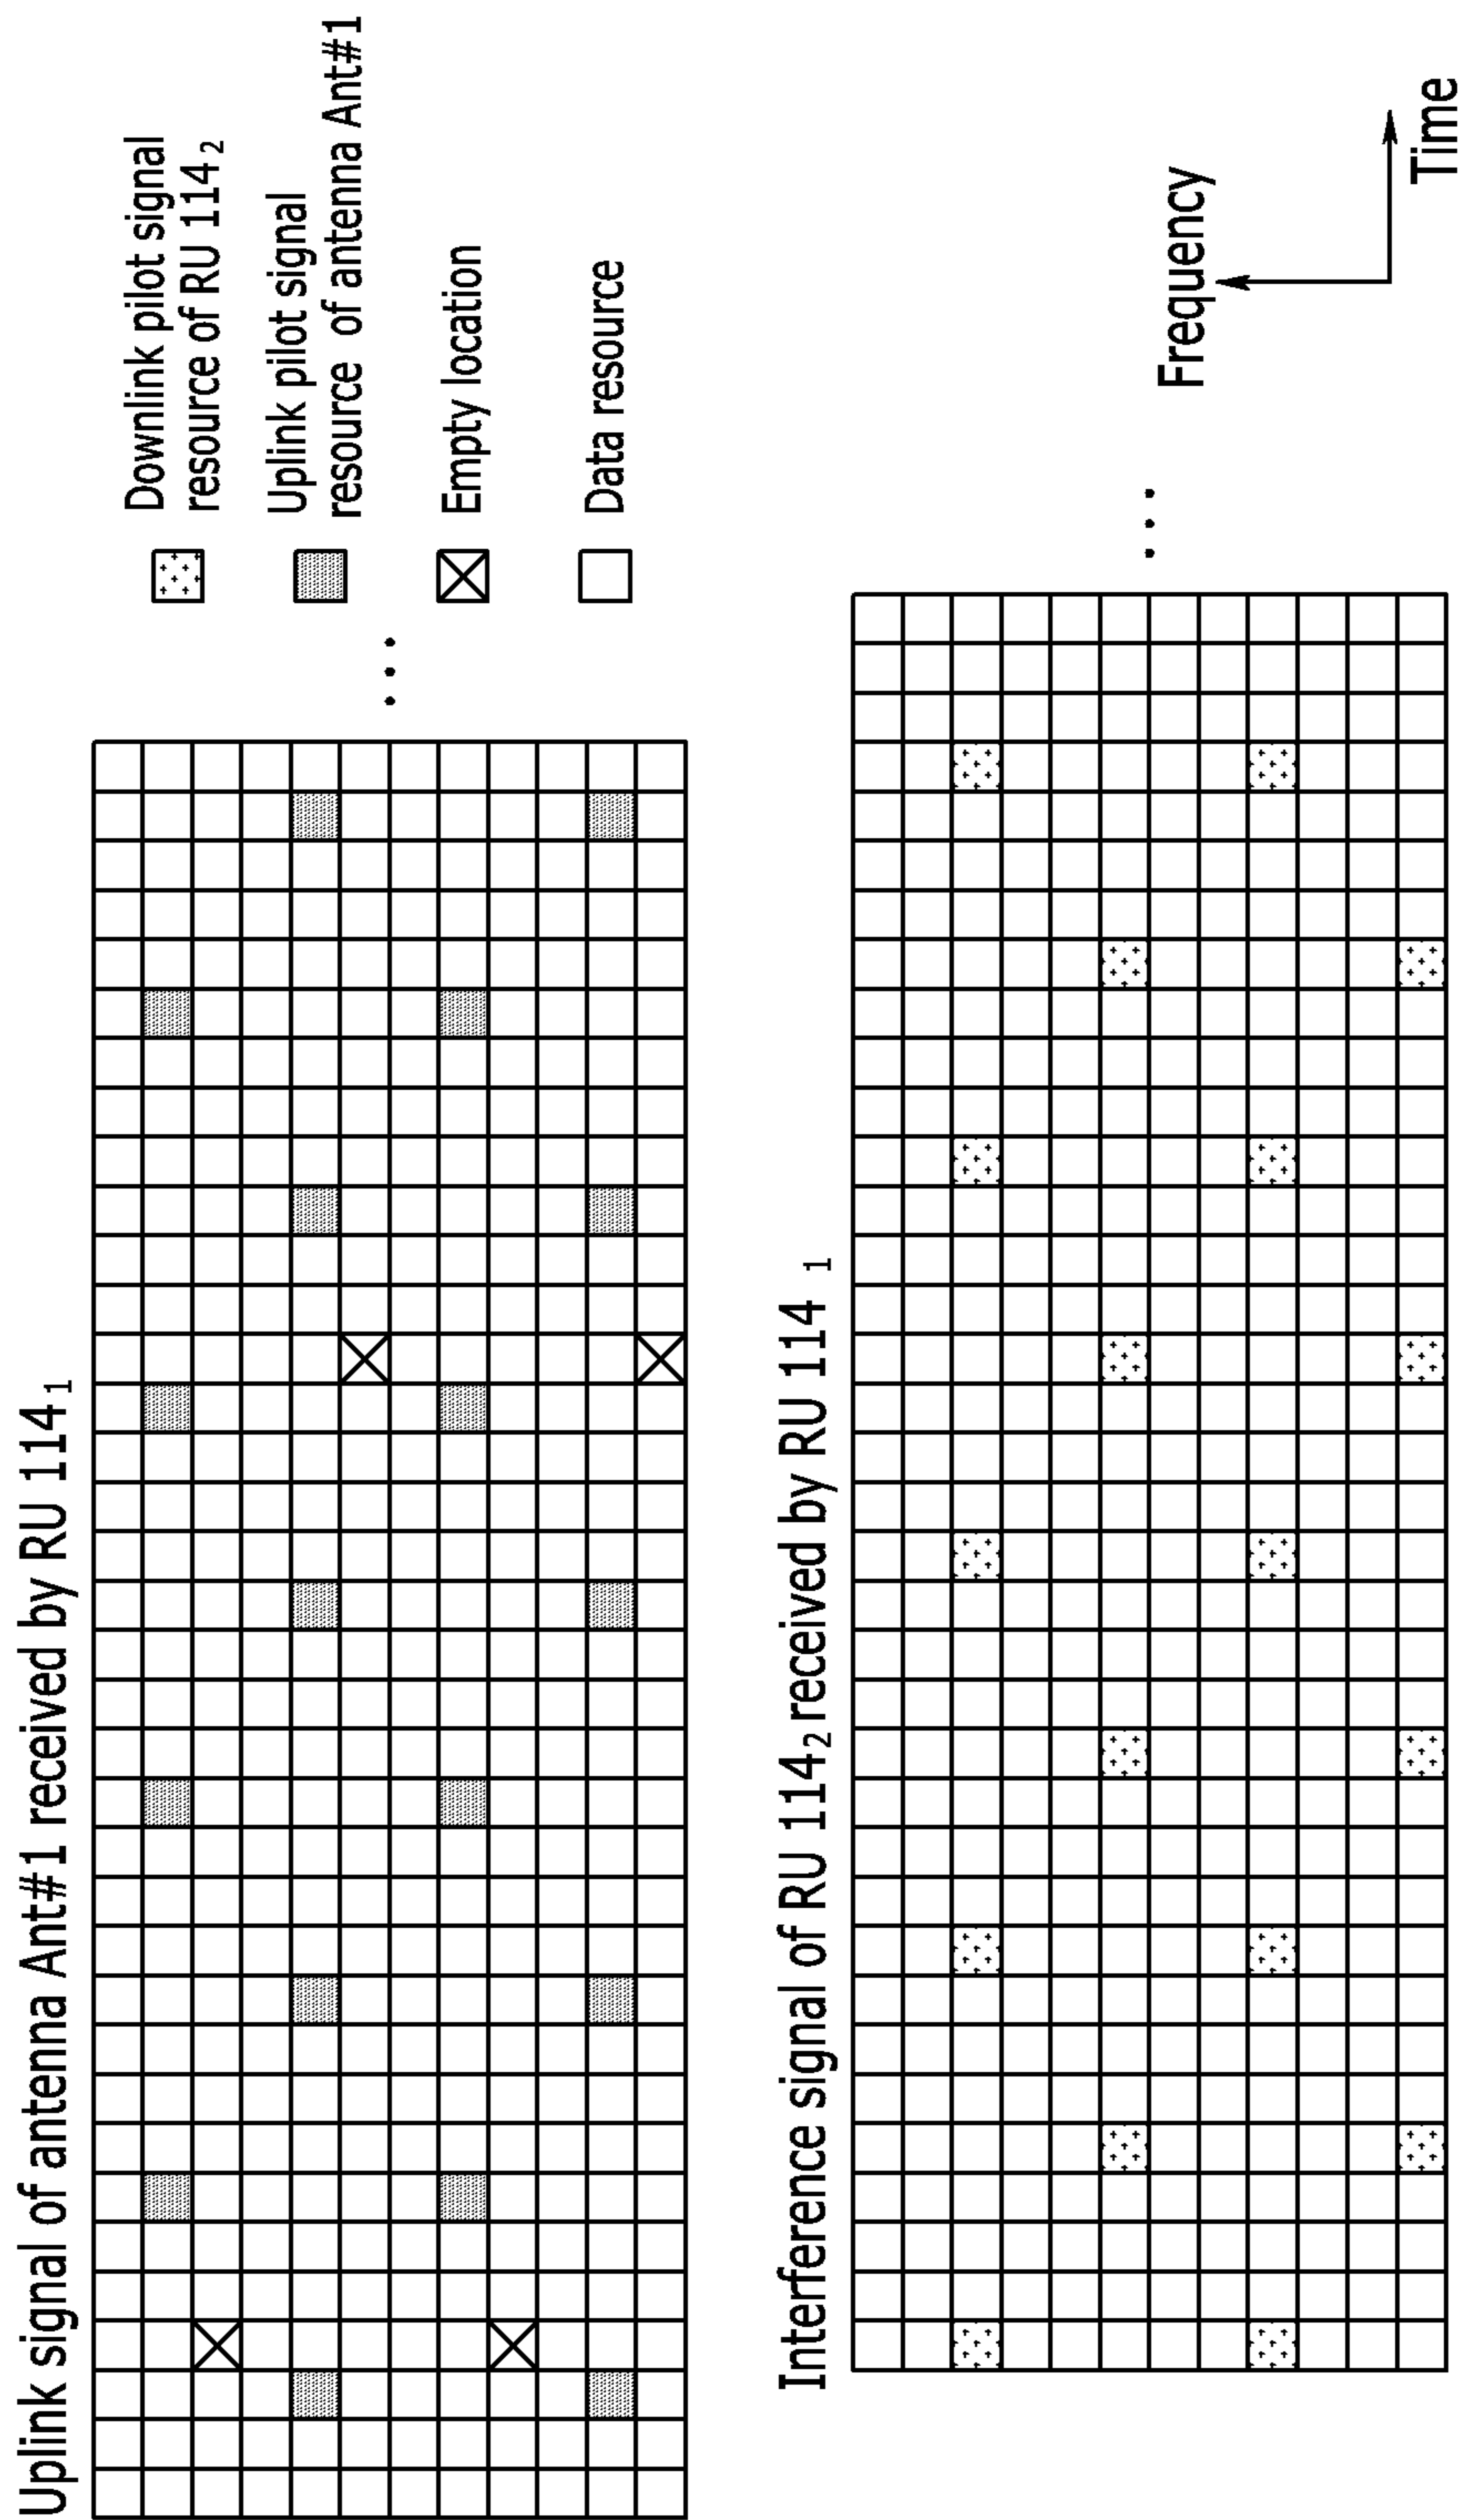 Uplink signal of antenna Ant#1 received by RU 114₁
Downlink pilot signal
resource of RU 114₂
Uplink pilot signal
resource of antenna Ant#1
Empty location
Data resource
Interference signal of RU 114₂ received by RU 114₁
Frequency
Time